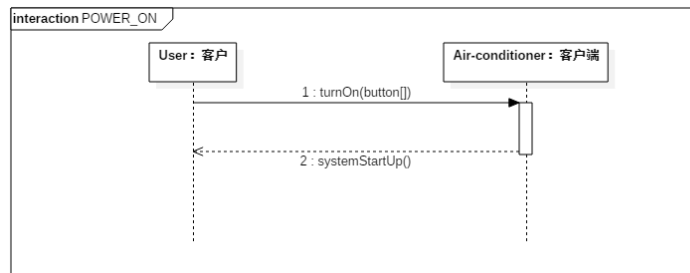 interaction POWER_ON
User：客户
Air-conditioner：客户端
1 : turnOn(button[])
2 : systemStartUp()